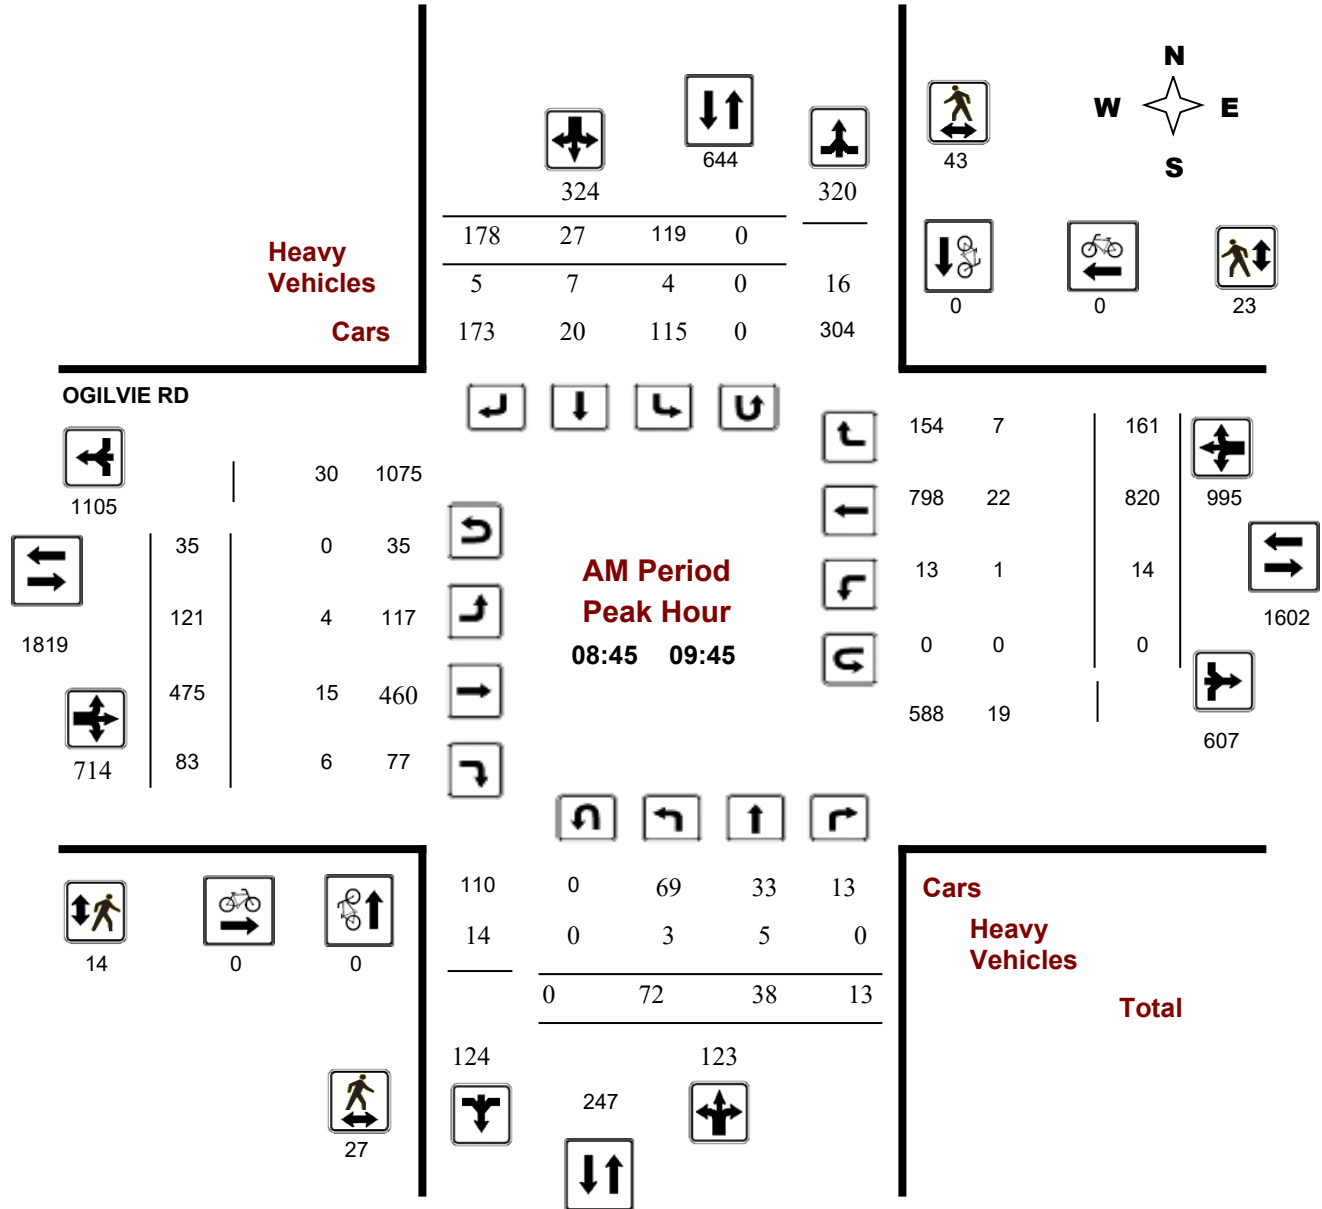 N
W E
S
644
43
324 320
178 27 119 0
Heavy
Vehicles
5 7 4 0 16
0 0 23
Cars
173 20 115 0 304
OGILVIE RD
154 7 161
30 1075
1105
798 22 820 995
35 0 35
AM Period
13 1 14
Peak Hour
121 4 117
1602
1819
08:45 09:45
0 0 0
475 15 460
588 19
607
714 83 6 77
110 0 69 33 13
Cars
14 0 3 5 0
Heavy
Vehicles
14 0 0
0 72 38 13
Total
124 123
247
27